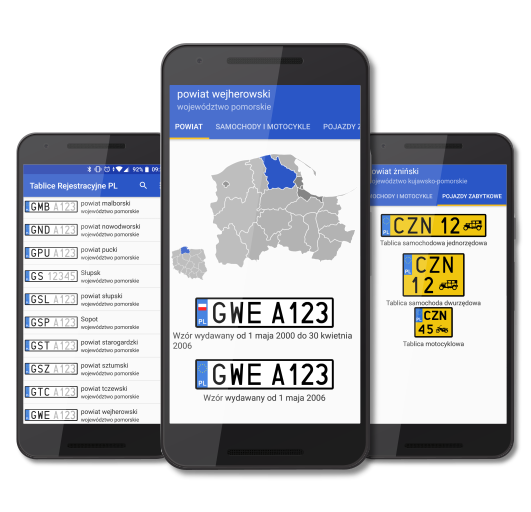 92% 09:
Tablice Rejestracyjne PL
GMB A123
powiat malborski
województwo pomorskie
GND A123
powiat nowodworski
województwo pomorskie
GPU A123
powiat pucki
województwo pomorskie
GS 12345
Słupsk
województwo pomorskie
GSL A123
powiat słupski
województwo pomorskie
GSP A123
Sopot
województwo pomorskie
GST A123
powiat starogardzki
województwo pomorskie
GSZ A123
powiat sztumski
województwo pomorskie
GTC A123
powiat tczewski
województwo pomorskie
GWE A123
powiat wejherowski
województwo pomorskie
powiat wejherowski
województwo pomorskie
POWIAT SAMOCHODY I MOTOCYKLE POJAZDY Z
PL GWE A123
Wzór wydawany od 1 maja 2000 do 30 kwietnia
2006
PL GWE A123
Wzór wydawany od 1 maja 2006
owiat żniński
ojewództwo kujawsko-pomorskie
MOCHODY I MOTOCYKLE POJAZDY ZABYTKOWE
PL CZN 12
Tablica samochodowa jednorzędowa
PL CZN
12
Tablica samochoda dwurzędowa
PL CZN
45
Tablica motocyklowa